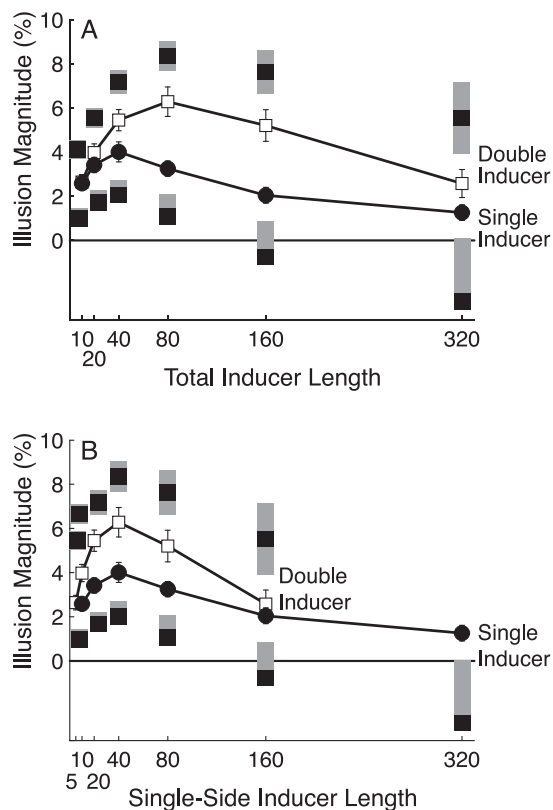 A
Illusion Magnitude (%)
10
8
6
4
2
0
Double
Inducer
Single
Inducer
10 40 80 160 320
20
Total Inducer Length
B
Illusion Magnitude (%)
10
8
6
4
2
0
Double
Inducer
Single
Inducer
10 40 80 160 320
5 20
Single-Side Inducer Length